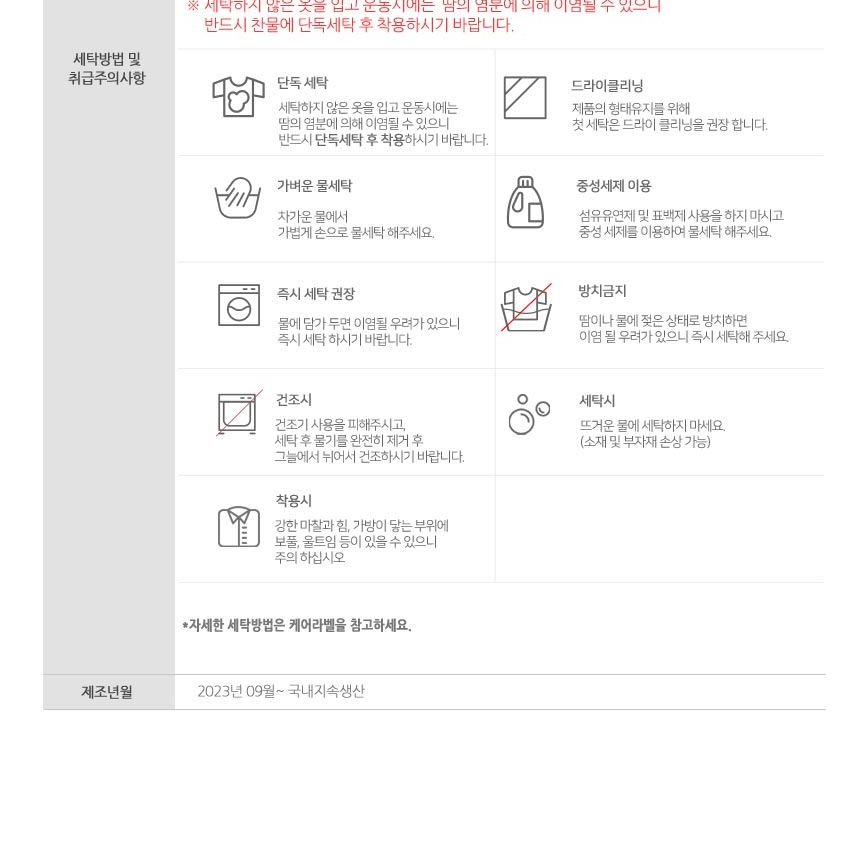 ※ 세탁하지 않은 옷을 입고 운동시에는 땀의 염분에 의해 이염될 수 있으니
반드시 찬물에 단독세탁 후 착용하시기 바랍니다.
세탁방법 및
취급주의사항
단독 세탁
세탁하지 않은 옷을 입고 운동시에는
땀의 염분에 의해 이염될 수 있으니
반드시 단독세탁 후 착용하시기 바랍니다.
드라이클리닝
제품의 형태유지를 위해
첫 세탁은 드라이 클리닝을 권장 합니다.
가벼운 물세탁
차가운 물에서
가볍게 손으로 물세탁 해주세요.
중성세제 이용
섬유유연제 및 표백제 사용을 하지 마시고
중성 세제를 이용하여 물세탁 해주세요.
즉시 세탁 권장
물에 담가 두면 이염될 우려가 있으니
즉시 세탁 하시기 바랍니다.
방치금지
땀이나 물에 젖은 상태로 방치하면
이염 될 우려가 있으니 즉시 세탁해 주세요.
건조시
건조기 사용을 피해주시고,
세탁 후 물기를 완전히 제거 후
그늘에서 뉘어서 건조하시기 바랍니다.
세탁시
뜨거운 물에 세탁하지 마세요.
(소재 및 부자재 손상 가능)
착용시
강한 마찰과 힘, 가방이 닿는 부위에
보풀, 올트임 등이 있을 수 있으니
주의 하십시오
*자세한 세탁방법은 케어라벨을 참고하세요.
제조년월
2023년 09월~ 국내지속생산